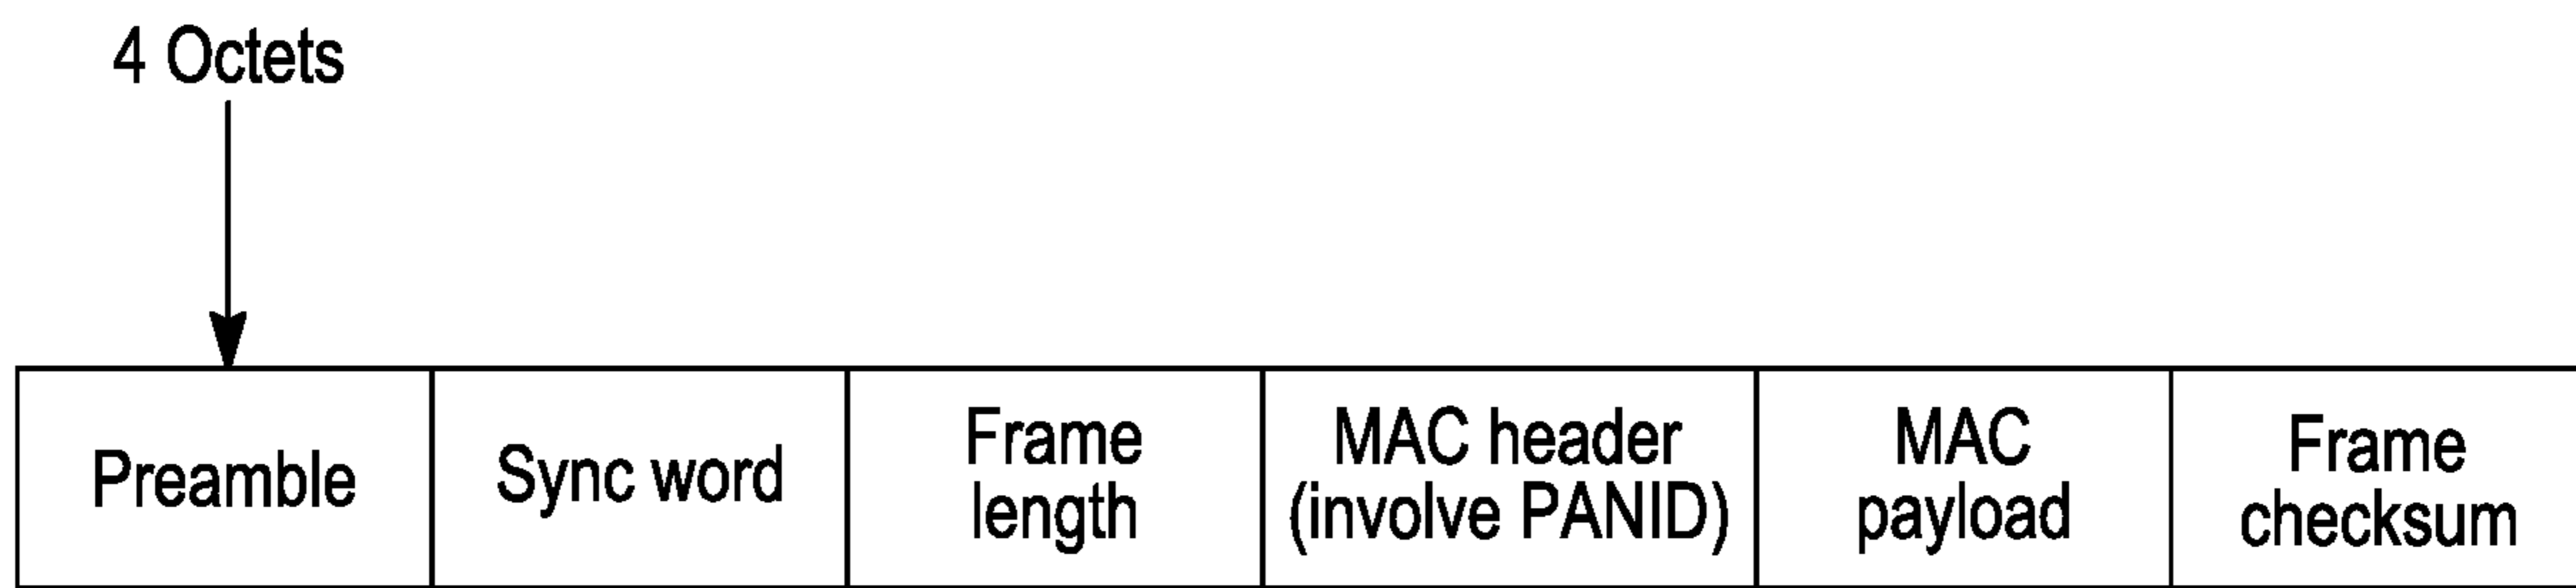 4 Octets
Preamble
Sync word
Frame
length
MAC header
(involve PANID)
MAC
payload
Frame
checksum